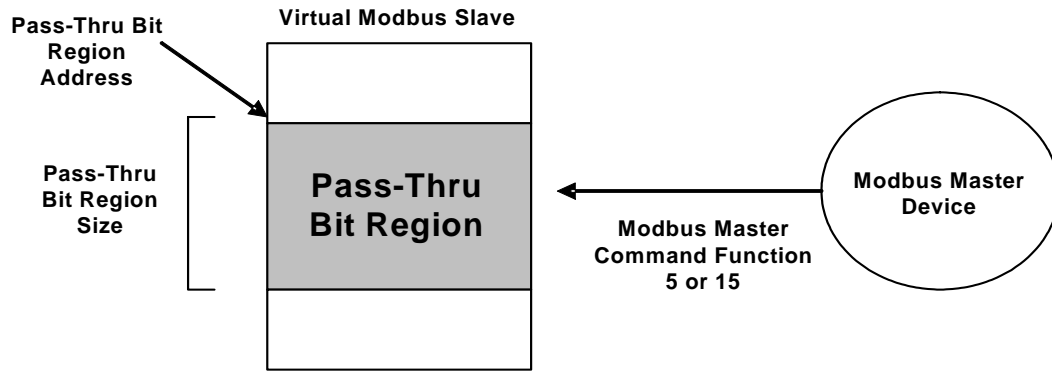 Virtual Modbus Slave
Pass-Thru Bit
Region
Address
Pass-Thru
Bit Region
Size
Pass-Thru
Bit Region
Modbus Master
Command Function
5 or 15
Modbus Master
Device